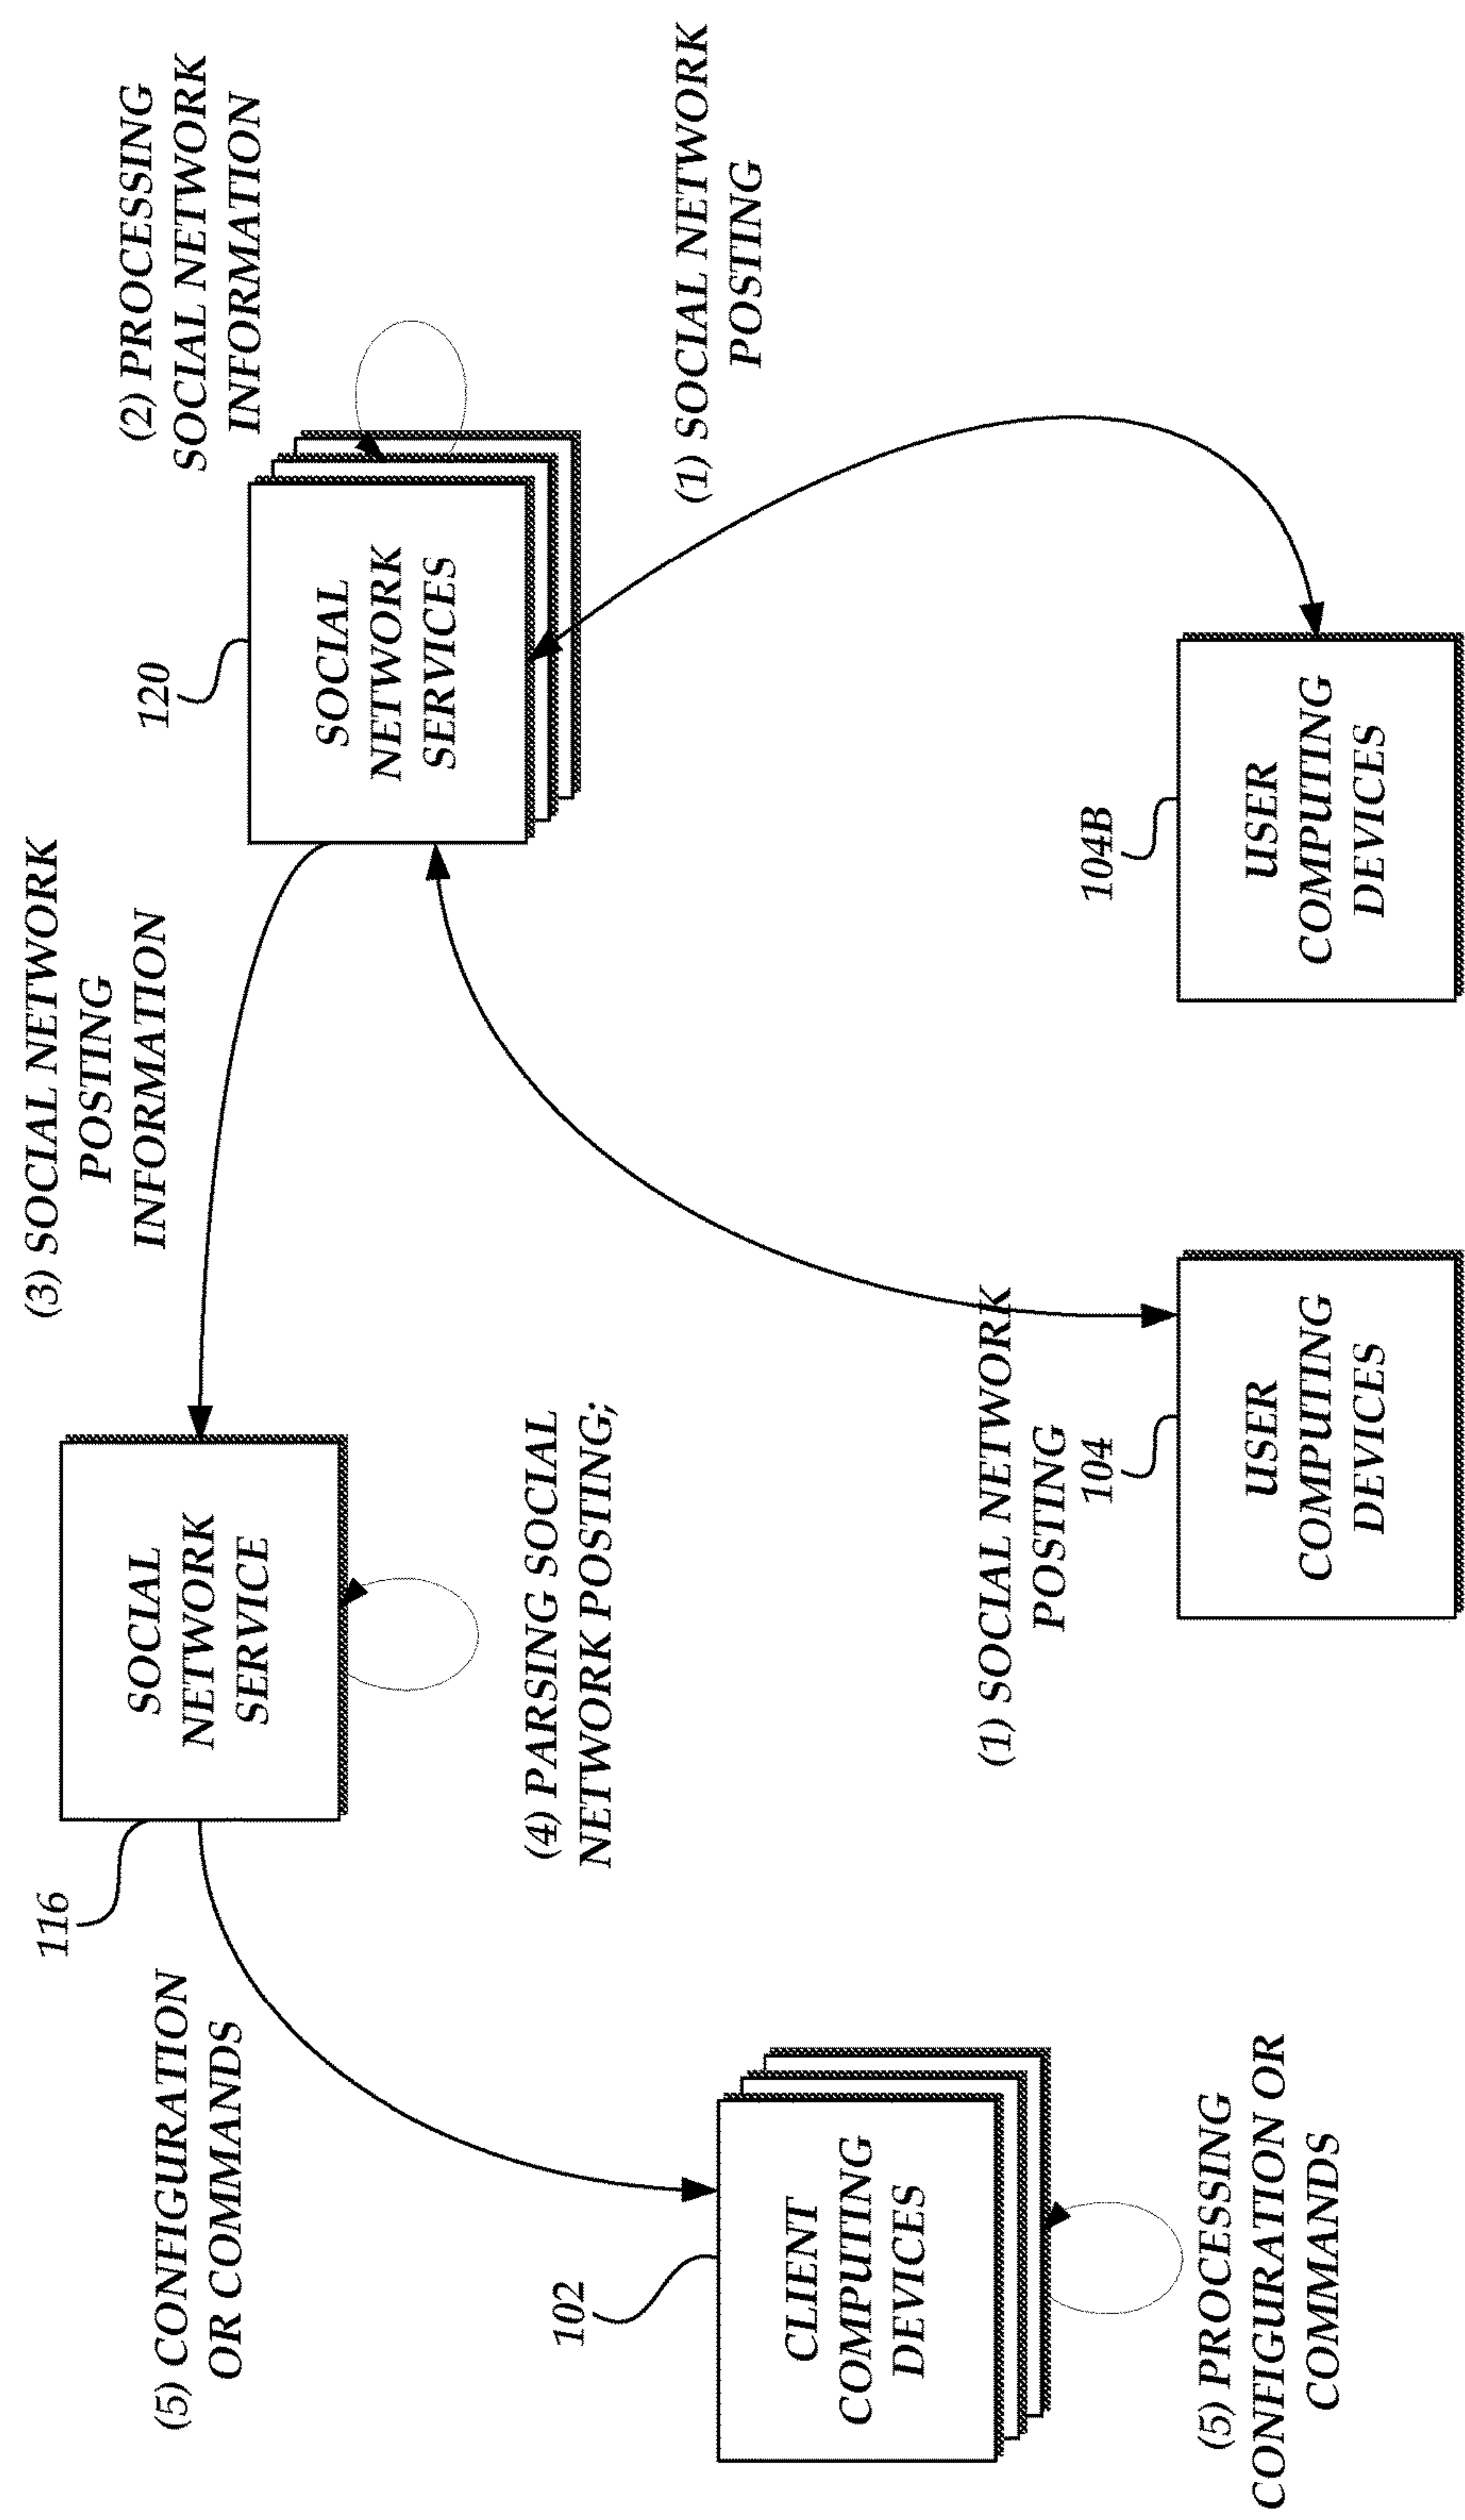 116
SOCIAL
NETWORK
SERVICE
(3) SOCIAL NETWORK
POSTING
INFORMATION
120
SOCIAL
NETWORK
SERVICES
(2) PROCESSING
SOCIAL NETWORK
INFORMATION
(5) CONFIGURATION
OR COMMANDS
(4) PARSING SOCIAL
NETWORK POSTING;
(1) SOCIAL NETWORK
POSTING
102
CLIENT
COMPUTING
DEVICES
(5) PROCESSING
CONFIGURATION OR
COMMANDS
(1) SOCIAL NETWORK
POSTING
104
USER
COMPUTING
DEVICES
104B
USER
COMPUTING
DEVICES